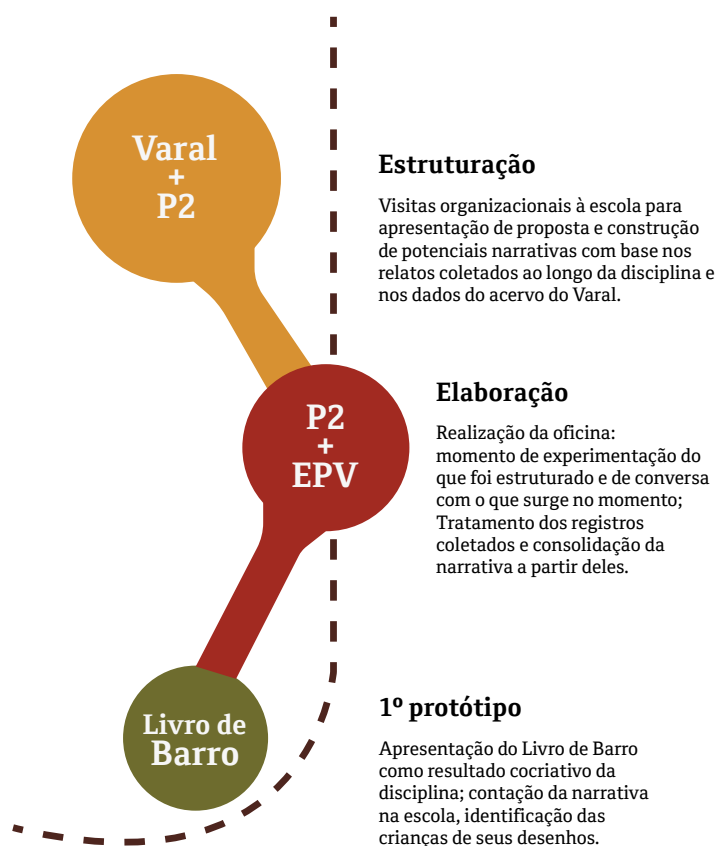 Varal
+
P2
Estruturação
Visitas organizacionais à escola para
apresentação de proposta e construção
de potenciais narrativas com base nos
relatos coletados ao longo da disciplina e
nos dados do acervo do Varal.
P2
+
EPV
Elaboração
Realização da oficina:
momento de experimentação do
que foi estruturado e de conversa
com o que surge no momento;
Tratamento dos registros
coletados e consolidação da
narrativa a partir deles.
Livro de
Barro
1º protótipo
Apresentação do Livro de Barro
como resultado cocriativo da
disciplina; contação da narrativa
na escola, identificação das
crianças de seus desenhos.